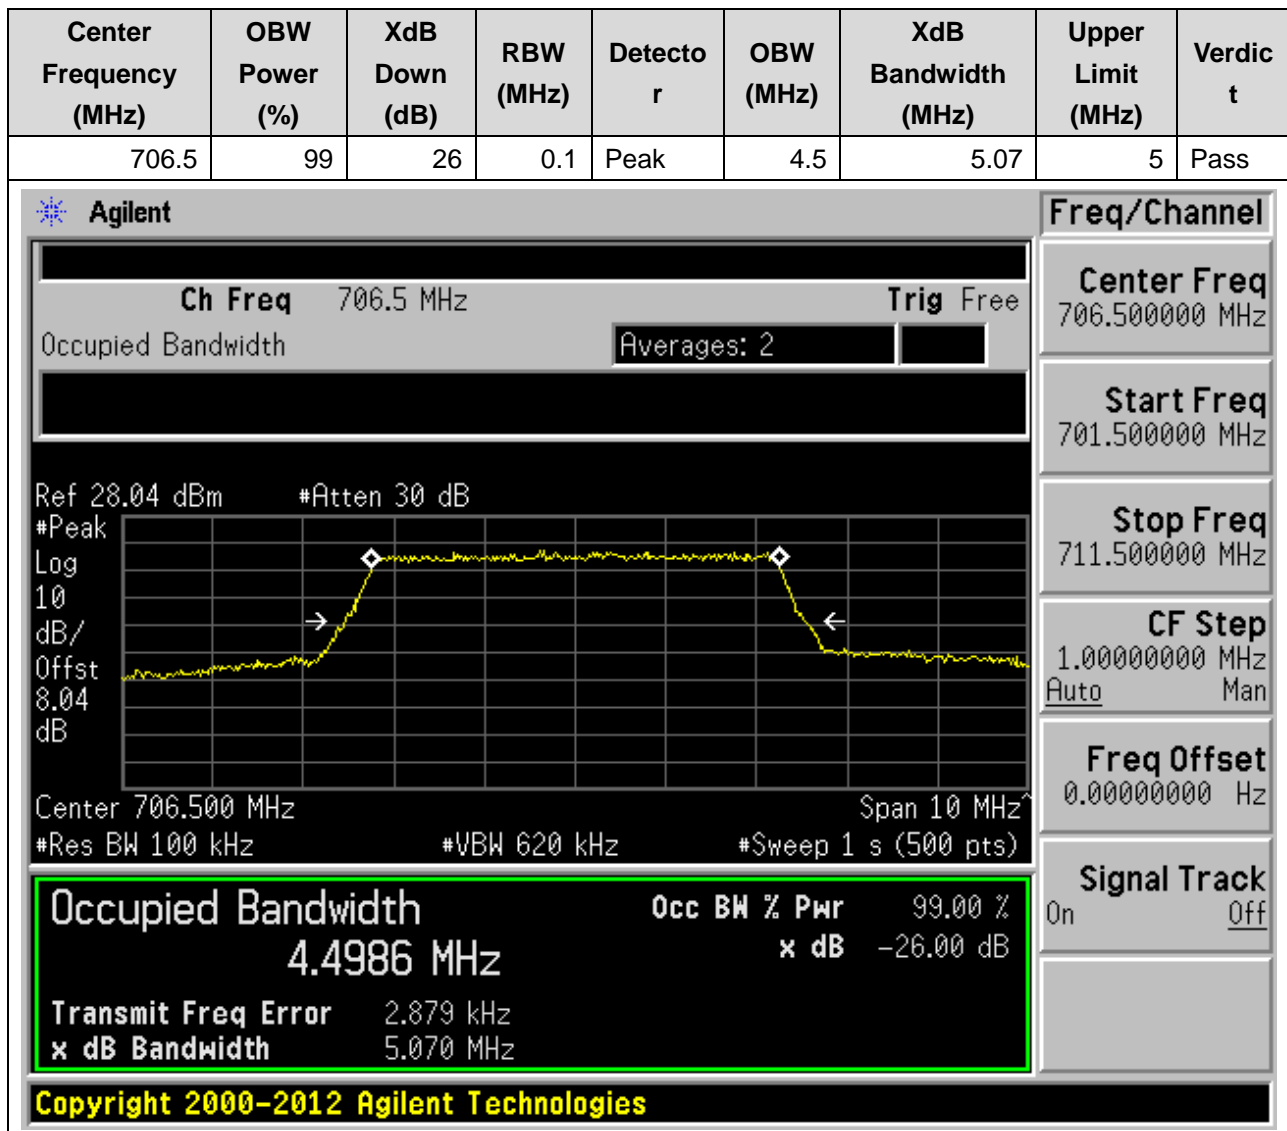 Center Frequency (MHz) OBW Power (%) XdB Down (dB) RBW (MHz) Detector OBW (MHz) XdB Bandwidth (MHz) Upper Limit (MHz) Verdict
706.5 99 26 0.1 Peak 4.5 5.07 5 Pass
Agilent
Freq/Channel
Ch Freq 706.5 MHz Trig Free
Occupied Bandwidth Averages: 2
Ref 28.04 dBm #Atten 30 dB
#Peak
Log
10
dB/
Offst
8.04
dB
Center 706.500 MHz Span 10 MHz^
#Res BW 100 kHz #VBW 620 kHz #Sweep 1 s (500 pts)
Occupied Bandwidth Occ BW % Pwr 99.00 %
4.4986 MHz x dB -26.00 dB
Transmit Freq Error 2.879 kHz
x dB Bandwidth 5.070 MHz
Center Freq
706.500000 MHz
Start Freq
701.500000 MHz
Stop Freq
711.500000 MHz
CF Step
1.00000000 MHz
Auto Man
Freq Offset
0.00000000 Hz
Signal Track
On Off
Copyright 2000-2012 Agilent Technologies